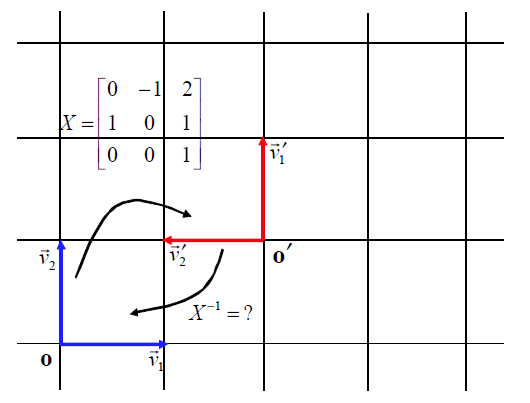 X = [0 -1 2
1 0 1
0 0 1]
v⃗₁′
v⃗₂
v⃗₂′
o′
X⁻¹ = ?
o
v⃗₁